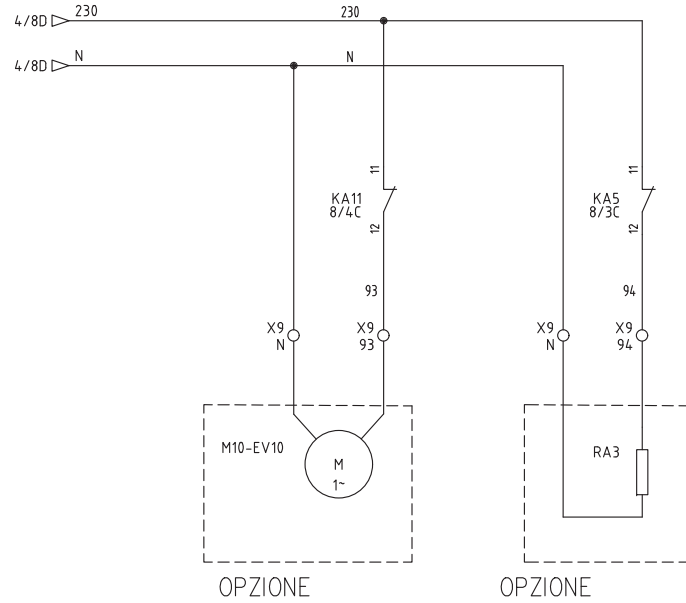 4/8D 230 230
4/8D N N
11 11
KA11 KA5
8/4C 8/3C
12 12
93 94
X9 X9 X9 X9
N 93 N 94
M10-EV10 RA3
M
1~
OPZIONE OPZIONE